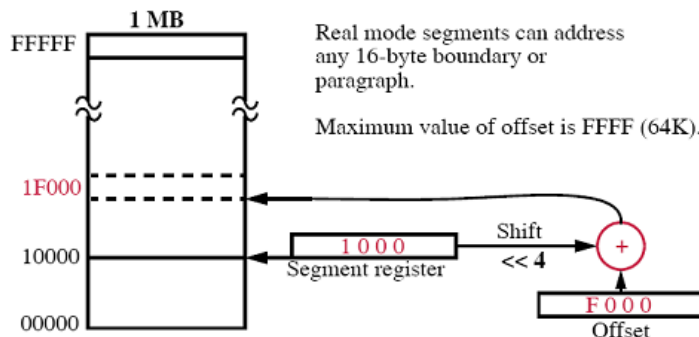 1 MB
FFFFF
Real mode segments can address
any 16-byte boundary or
paragraph.
Maximum value of offset is FFFF (64K).
1F000
1 0 0 0
Shift
+
10000
<< 4
Segment register
F 0 0 0
00000
Offset